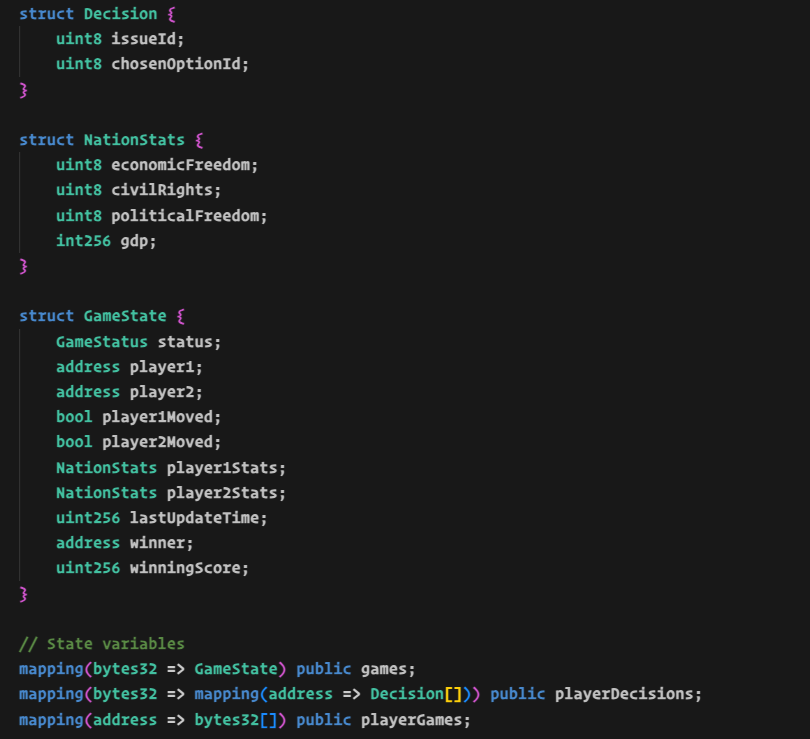 struct Decision {
    uint8 issueId;
    uint8 chosenOptionId;
}

struct NationStats {
    uint8 economicFreedom;
    uint8 civilRights;
    uint8 politicalFreedom;
    int256 gdp;
}

struct GameState {
    GameStatus status;
    address player1;
    address player2;
    bool player1Moved;
    bool player2Moved;
    NationStats player1Stats;
    NationStats player2Stats;
    uint256 lastUpdateTime;
    address winner;
    uint256 winningScore;
}

// State variables
mapping(bytes32 => GameState) public games;
mapping(bytes32 => mapping(address => Decision[])) public playerDecisions;
mapping(address => bytes32[]) public playerGames;